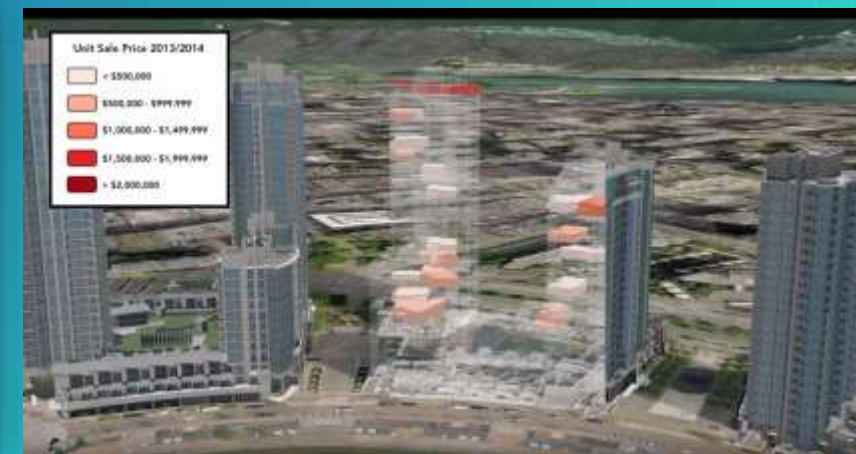 Unit Sale Price 2013/2014
< $500,000
$500,000 - $999,999
$1,000,000 - $1,499,999
$1,500,000 - $1,999,999
> $2,000,000